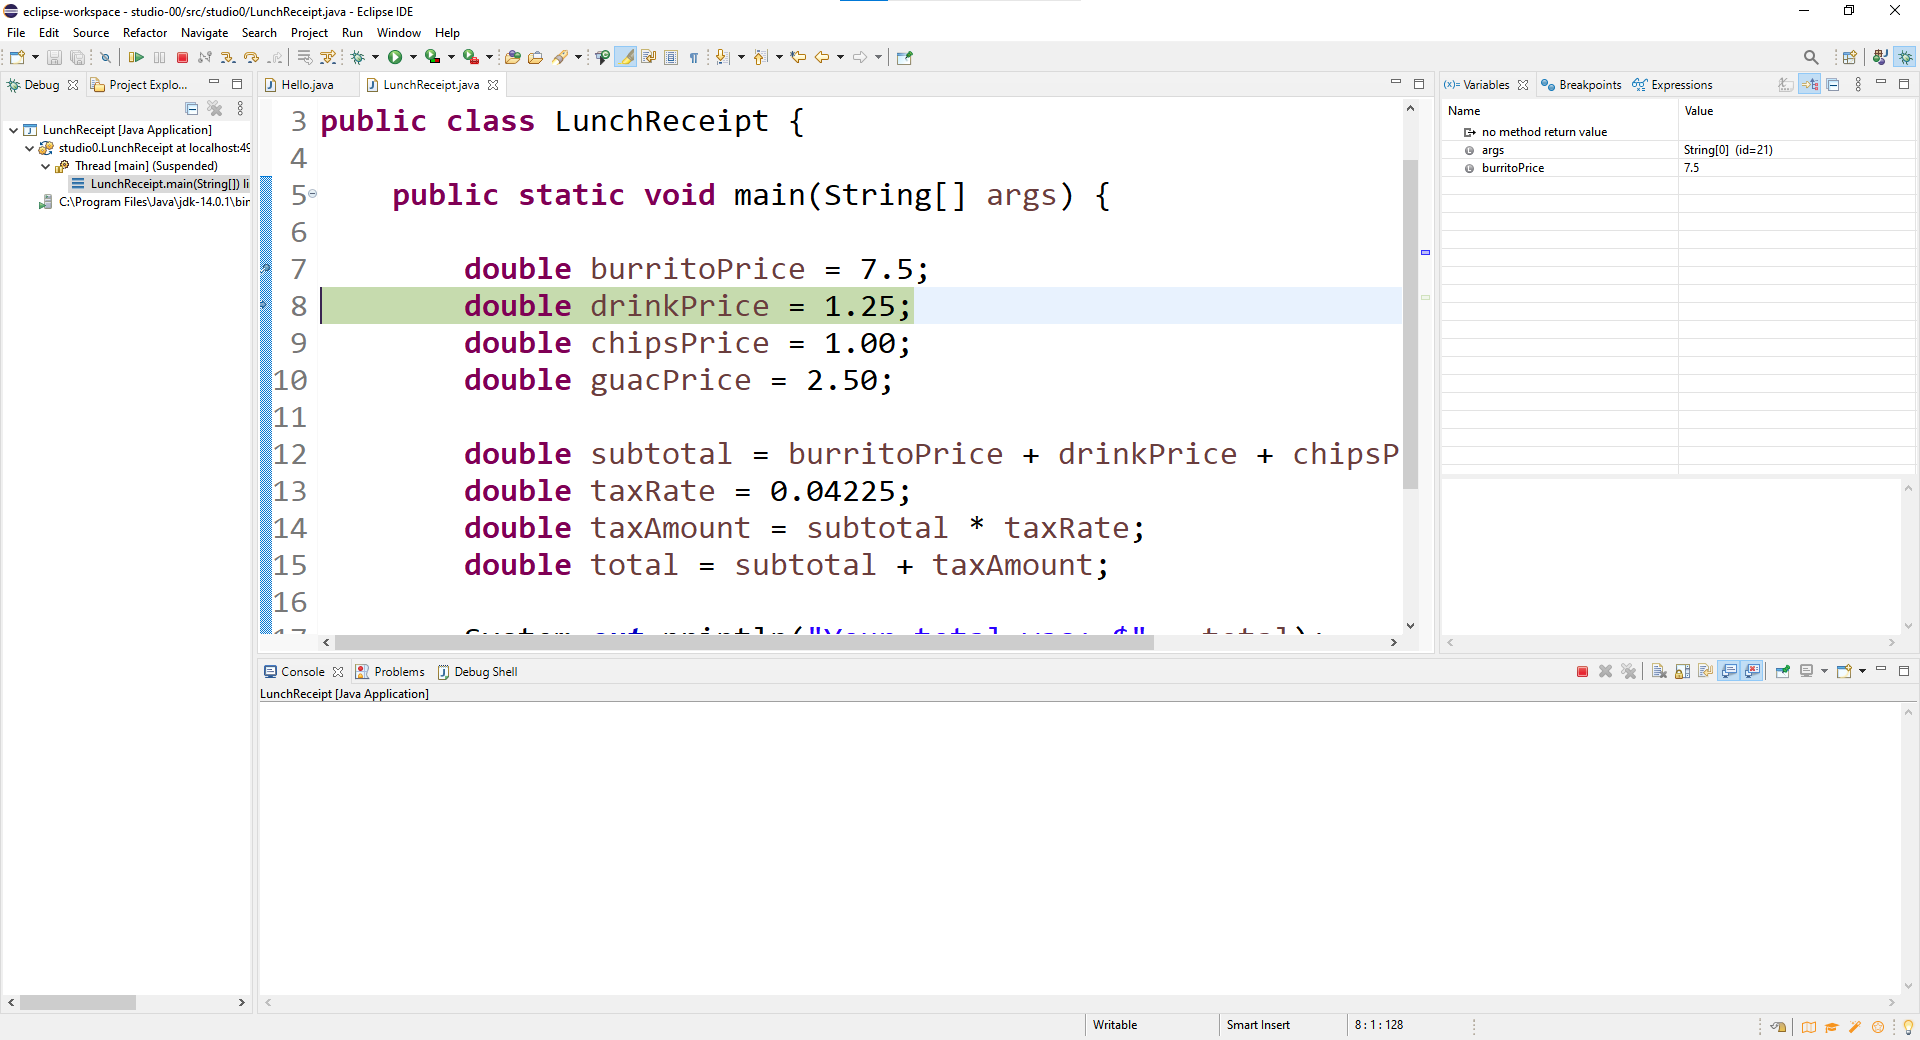 eclipse-workspace - studio-00/src/studio0/LunchReceipt.java - Eclipse IDE
File Edit Source Refactor Navigate Search Project Run Window Help
Debug Project Explo...
LunchReceipt [Java Application]
studio0.LunchReceipt at localhost:49
Thread [main] (Suspended)
LunchReceipt.main(String[]) li
C:\Program Files\Java\jdk-14.0.1\bin
Hello.java LunchReceipt.java
3 public class LunchReceipt {
4
5 public static void main(String[] args) {
6
7 double burritoPrice = 7.5;
8 double drinkPrice = 1.25;
9 double chipsPrice = 1.00;
10 double guacPrice = 2.50;
11
12 double subtotal = burritoPrice + drinkPrice + chipsP
13 double taxRate = 0.04225;
14 double taxAmount = subtotal * taxRate;
15 double total = subtotal + taxAmount;
16
(x)= Variables Breakpoints Expressions
Name Value
no method return value
args String[0] (id=21)
burritoPrice 7.5
Console Problems Debug Shell
LunchReceipt [Java Application]
Writable Smart Insert 8 : 1 : 128